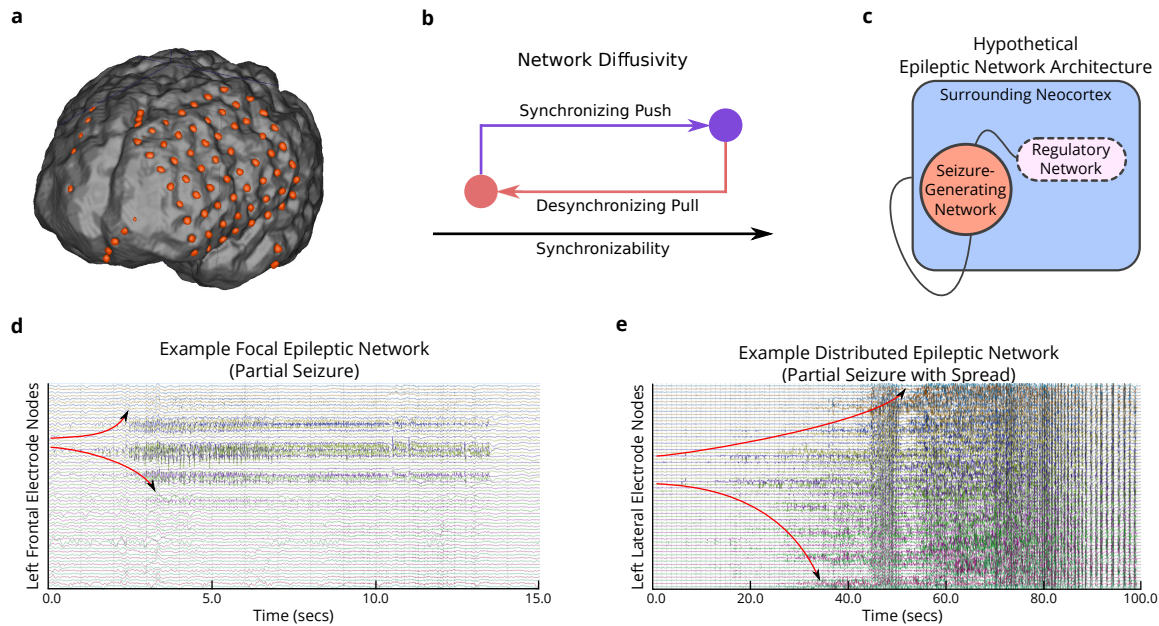 a
b
Network Diffusivity
Synchronizing Push
Desynchronizing Pull
Synchronizability
c
Hypothetical
Epileptic Network Architecture
Surrounding Neocortex
Regulatory
Network
Seizure-
Generating
Network
d
Example Focal Epileptic Network
(Partial Seizure)
Left Frontal Electrode Nodes
0.0 5.0 10.0 15.0
Time (secs)
e
Example Distributed Epileptic Network
(Partial Seizure with Spread)
Left Lateral Electrode Nodes
0.0 20.0 40.0 60.0 80.0 100.0
Time (secs)